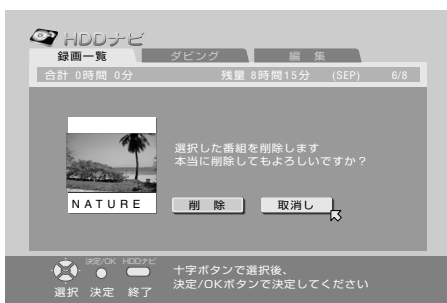 HDDナビ
録画一覧 ダビング 編 集
合計 0時間 0分 残量 8時間15分 (SEP) 6/8
選択した番組を削除します
本当に削除してもよろしいですか？
NATURE
削 除 取消し
決定/OK HDDナビ
選択 決定 終了
十字ボタンで選択後、
決定/OKボタンで決定してください